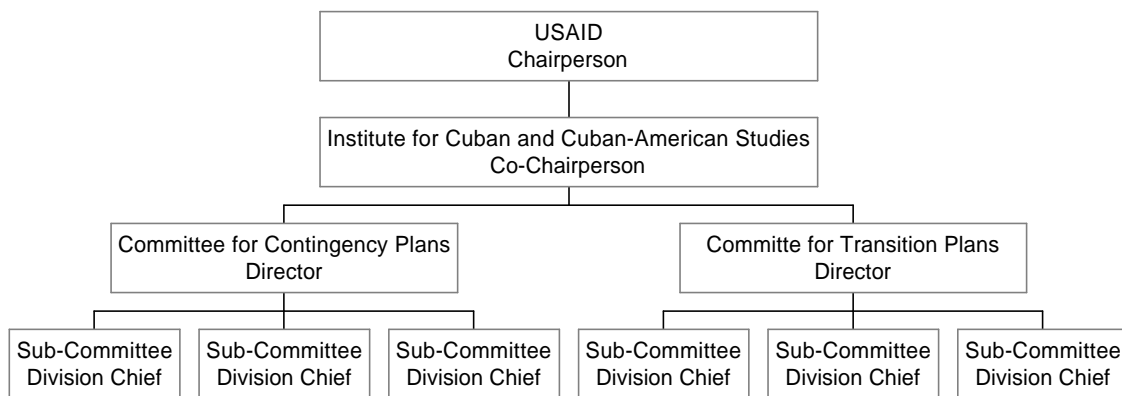 USAID
Chairperson
Institute for Cuban and Cuban-American Studies
Co-Chairperson
Committee for Contingency Plans
Director
Committe for Transition Plans
Director
Sub-Committee
Division Chief
Sub-Committee
Division Chief
Sub-Committee
Division Chief
Sub-Committee
Division Chief
Sub-Committee
Division Chief
Sub-Committee
Division Chief